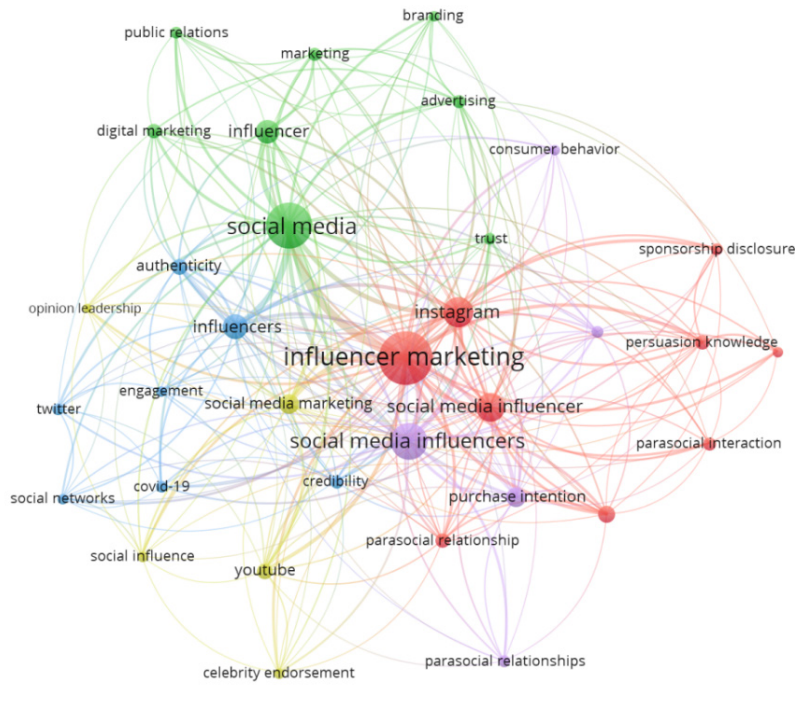 branding
public relations
marketing
advertising
digital marketing
influencer
consumer behavior
social media
trust
sponsorship disclosure
authenticity
opinion leadership
instagram
influencers
persuasion knowledge
influencer marketing
engagement
social media marketing
social media influencer
twitter
social media influencers
parasocial interaction
credibility
covid-19
social networks
purchase intention
parasocial relationship
social influence
youtube
parasocial relationships
celebrity endorsement